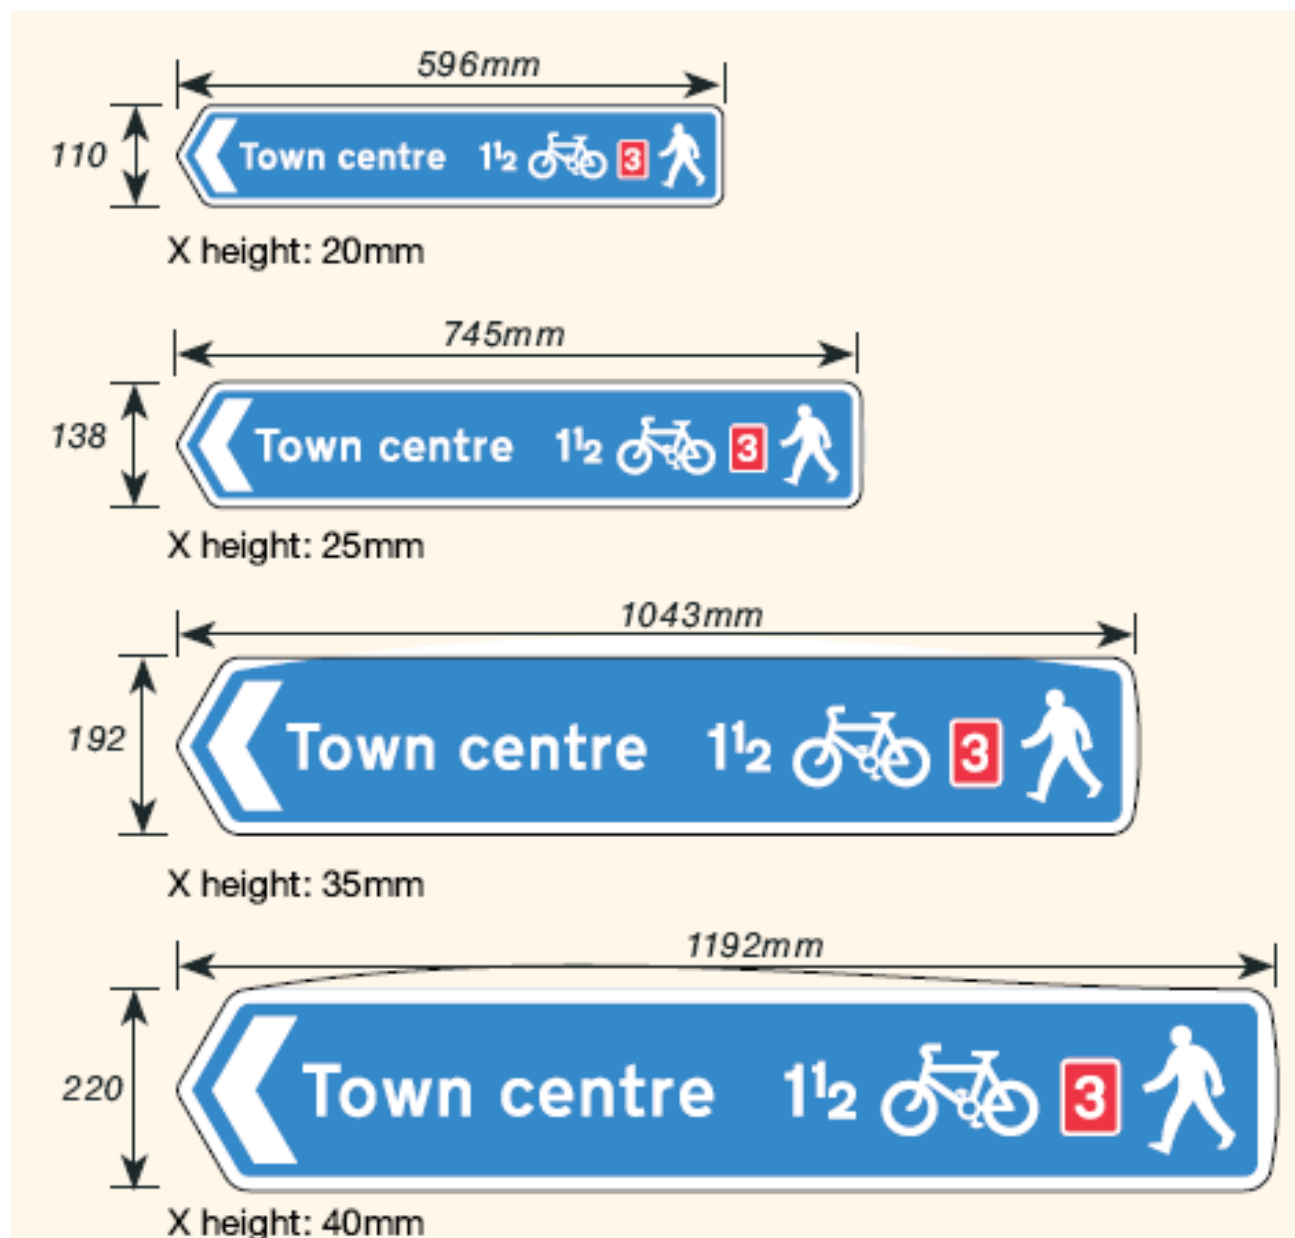 596mm
110
Town centre 1½ 3
X height: 20mm
745mm
138
Town centre 1½ 3
X height: 25mm
1043mm
192
Town centre 1½ 3
X height: 35mm
1192mm
220
Town centre 1½ 3
X height: 40mm